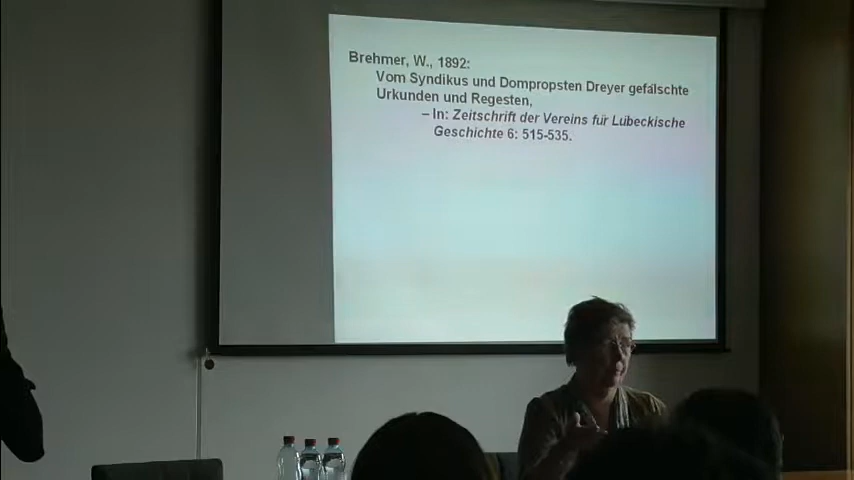 Brehmer, W., 1892:
Vom Syndikus und Dompropsten Dreyer gefälschte
Urkunden und Regesten,
– In: Zeitschrift der Vereins für Lübeckische
Geschichte 6: 515-535.